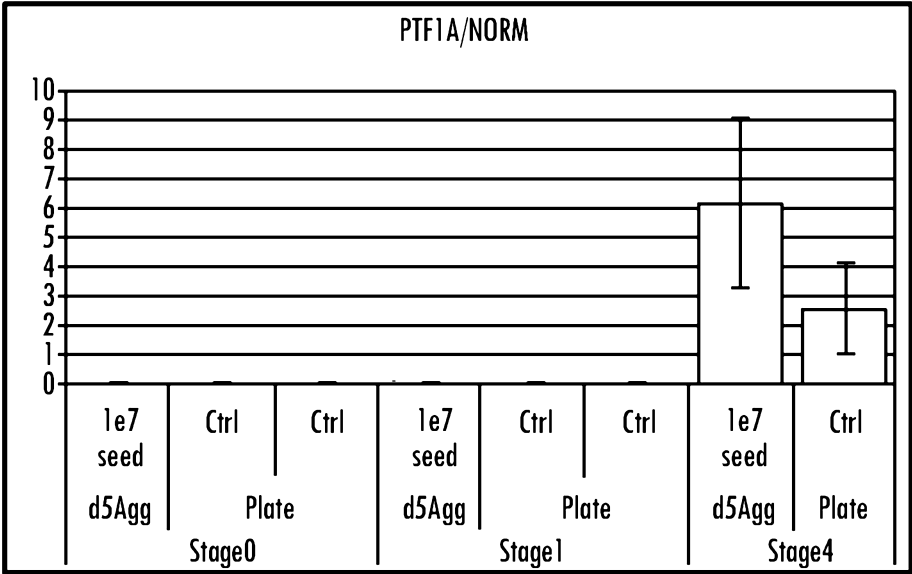 PTF1A/NORM
10
9
8
7
6
5
4
3
2
1
0
1e7 seed Ctrl Ctrl 1e7 seed Ctrl Ctrl 1e7 seed Ctrl
d5Agg Plate d5Agg Plate d5Agg Plate
Stage0 Stage1 Stage4